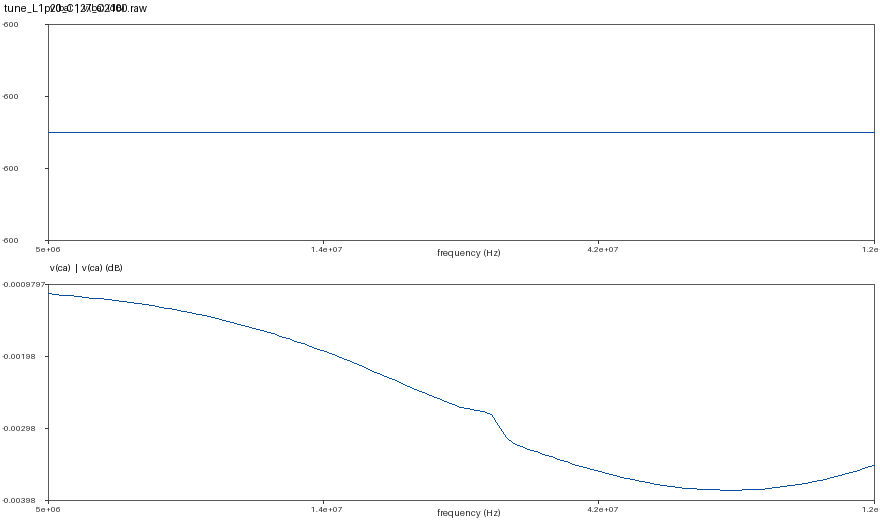 -600
-600
-600
-600
5e+06 1.4e+07 4.2e+07 1.2e
frequency (Hz)
v(ca) | v(ca) (dB)
-0.0009797
-0.00198
-0.00298
-0.00398
5e+06 1.4e+07 4.2e+07 1.2e
frequency (Hz)